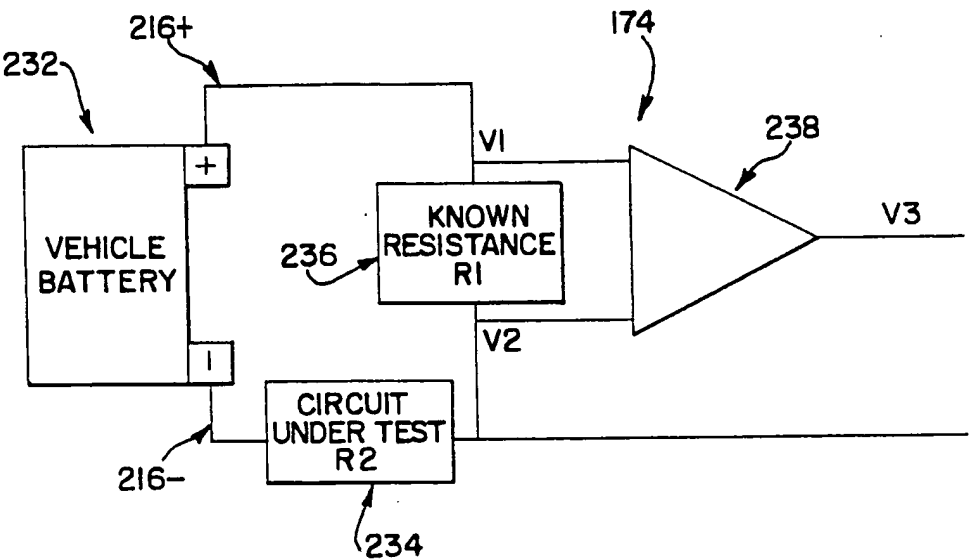 216+
174
232
238
V1
+
V3
KNOWN
RESISTANCE
R1
VEHICLE
BATTERY
236
V2
–
CIRCUIT
UNDER TEST
R2
216-
234